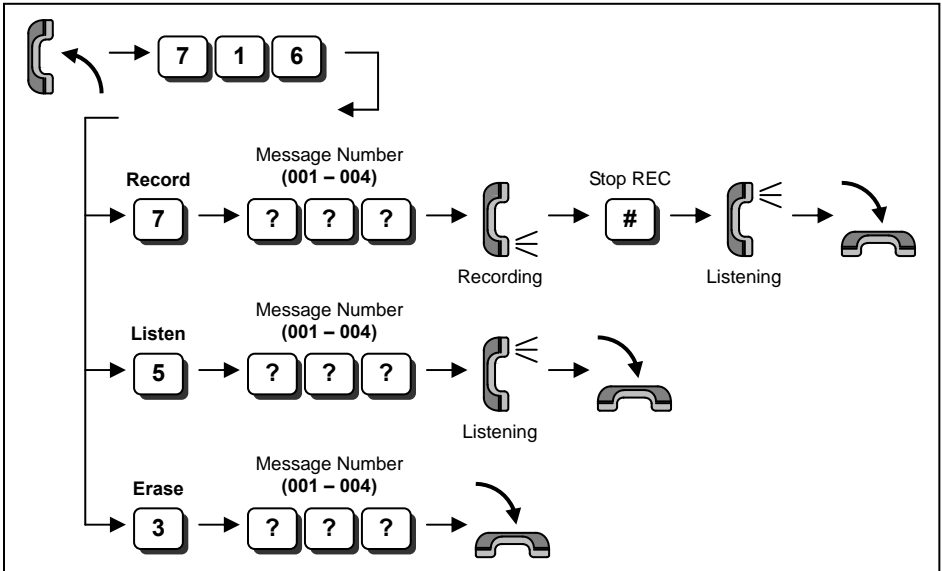 7 1 6
Message Number
(001 – 004)
Record
Stop REC
7 ? ? ? #
Recording
Listening
Message Number
(001 – 004)
Listen
5 ? ? ?
Listening
Message Number
(001 – 004)
Erase
3 ? ? ?